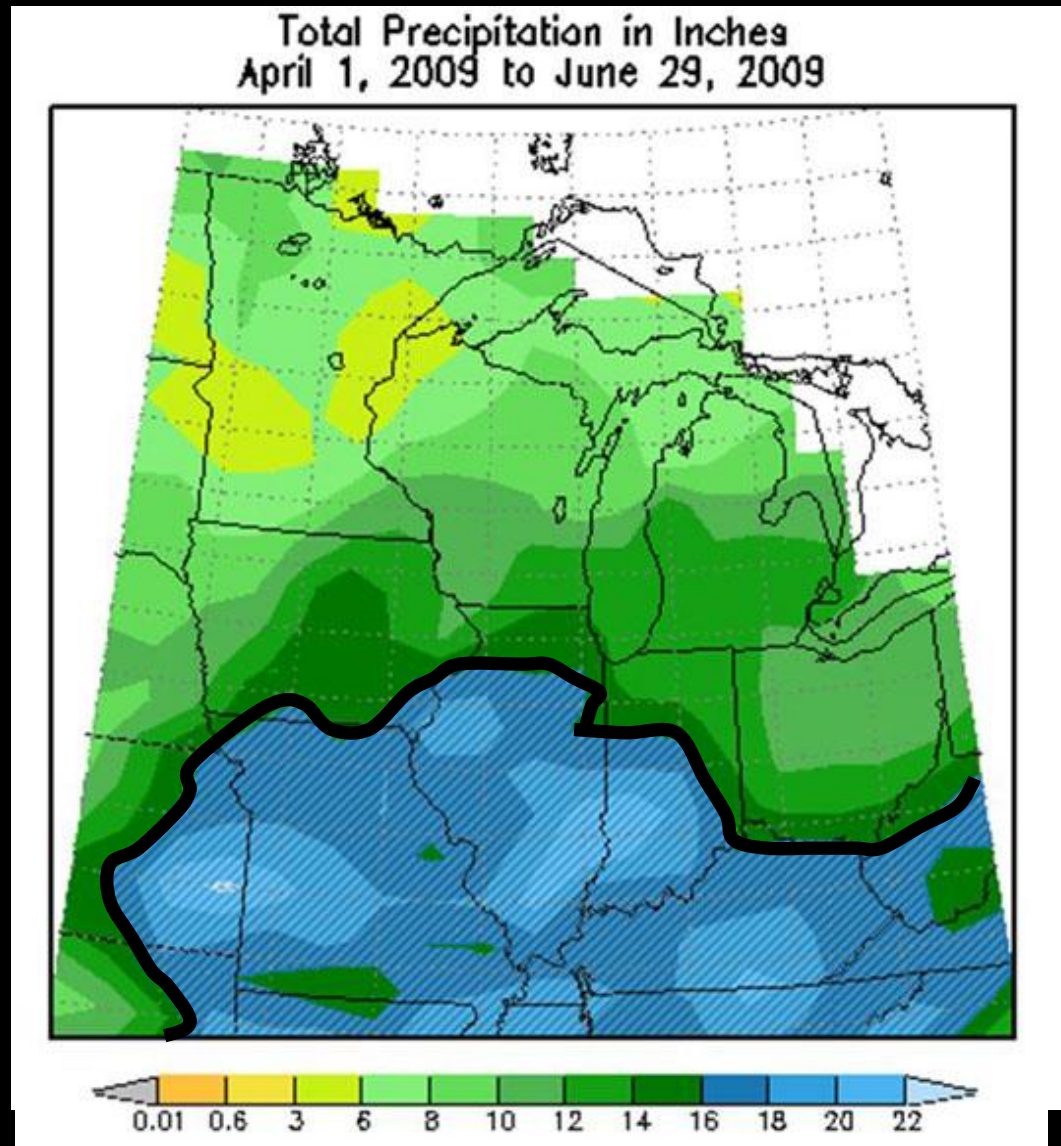 Total Precipitation in Inches
April 1, 2009 to June 29, 2009
0.01 0.6 3 6 8 10 12 14 16 18 20 22